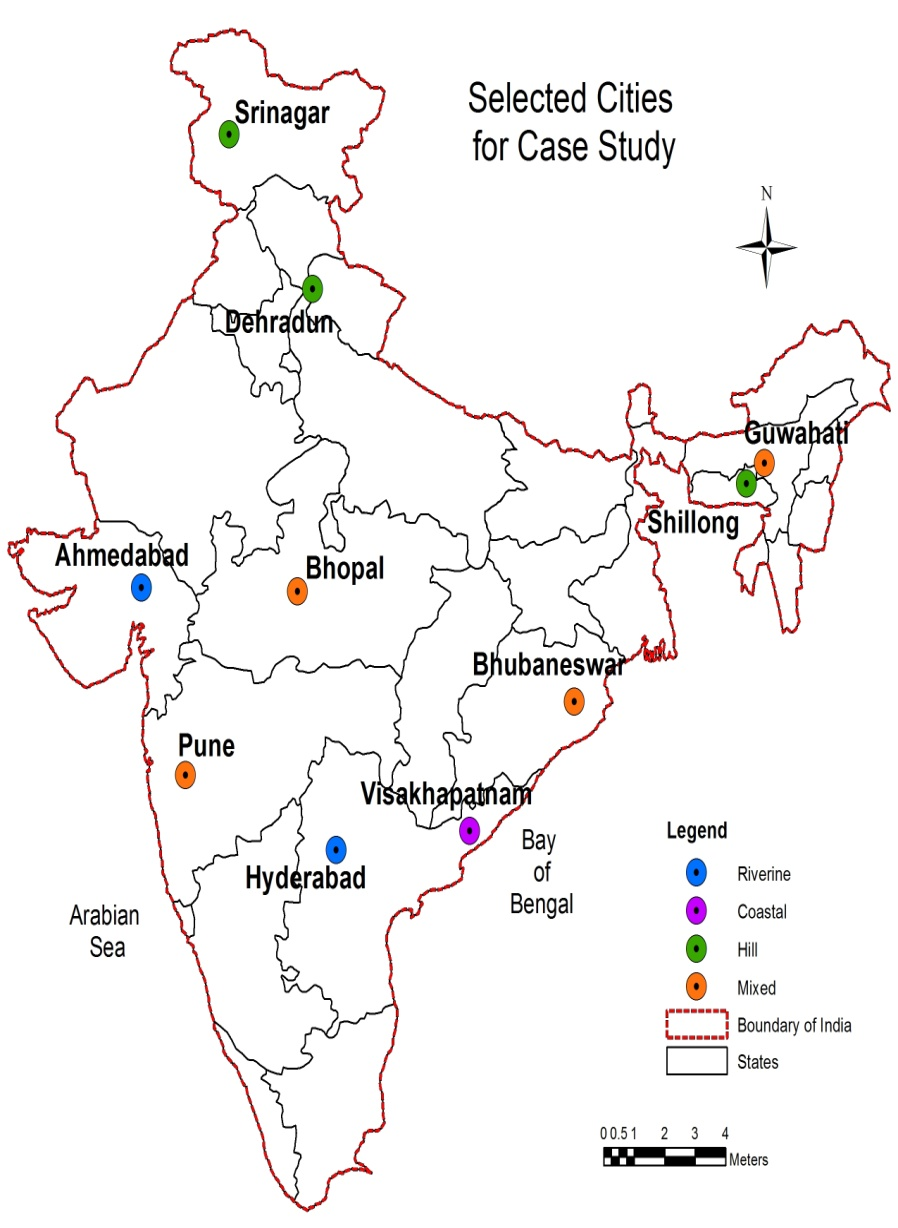 Selected Cities
for Case Study
Srinagar
N
Dehradun
Guwahati
Shillong
Ahmedabad
Bhopal
Bhubaneswar
Pune
Visakhapatnam
Hyderabad
Bay
of
Bengal
Arabian
Sea
Legend
Riverine
Coastal
Hill
Mixed
Boundary of India
States
0 0.5 1 2 3 4
Meters